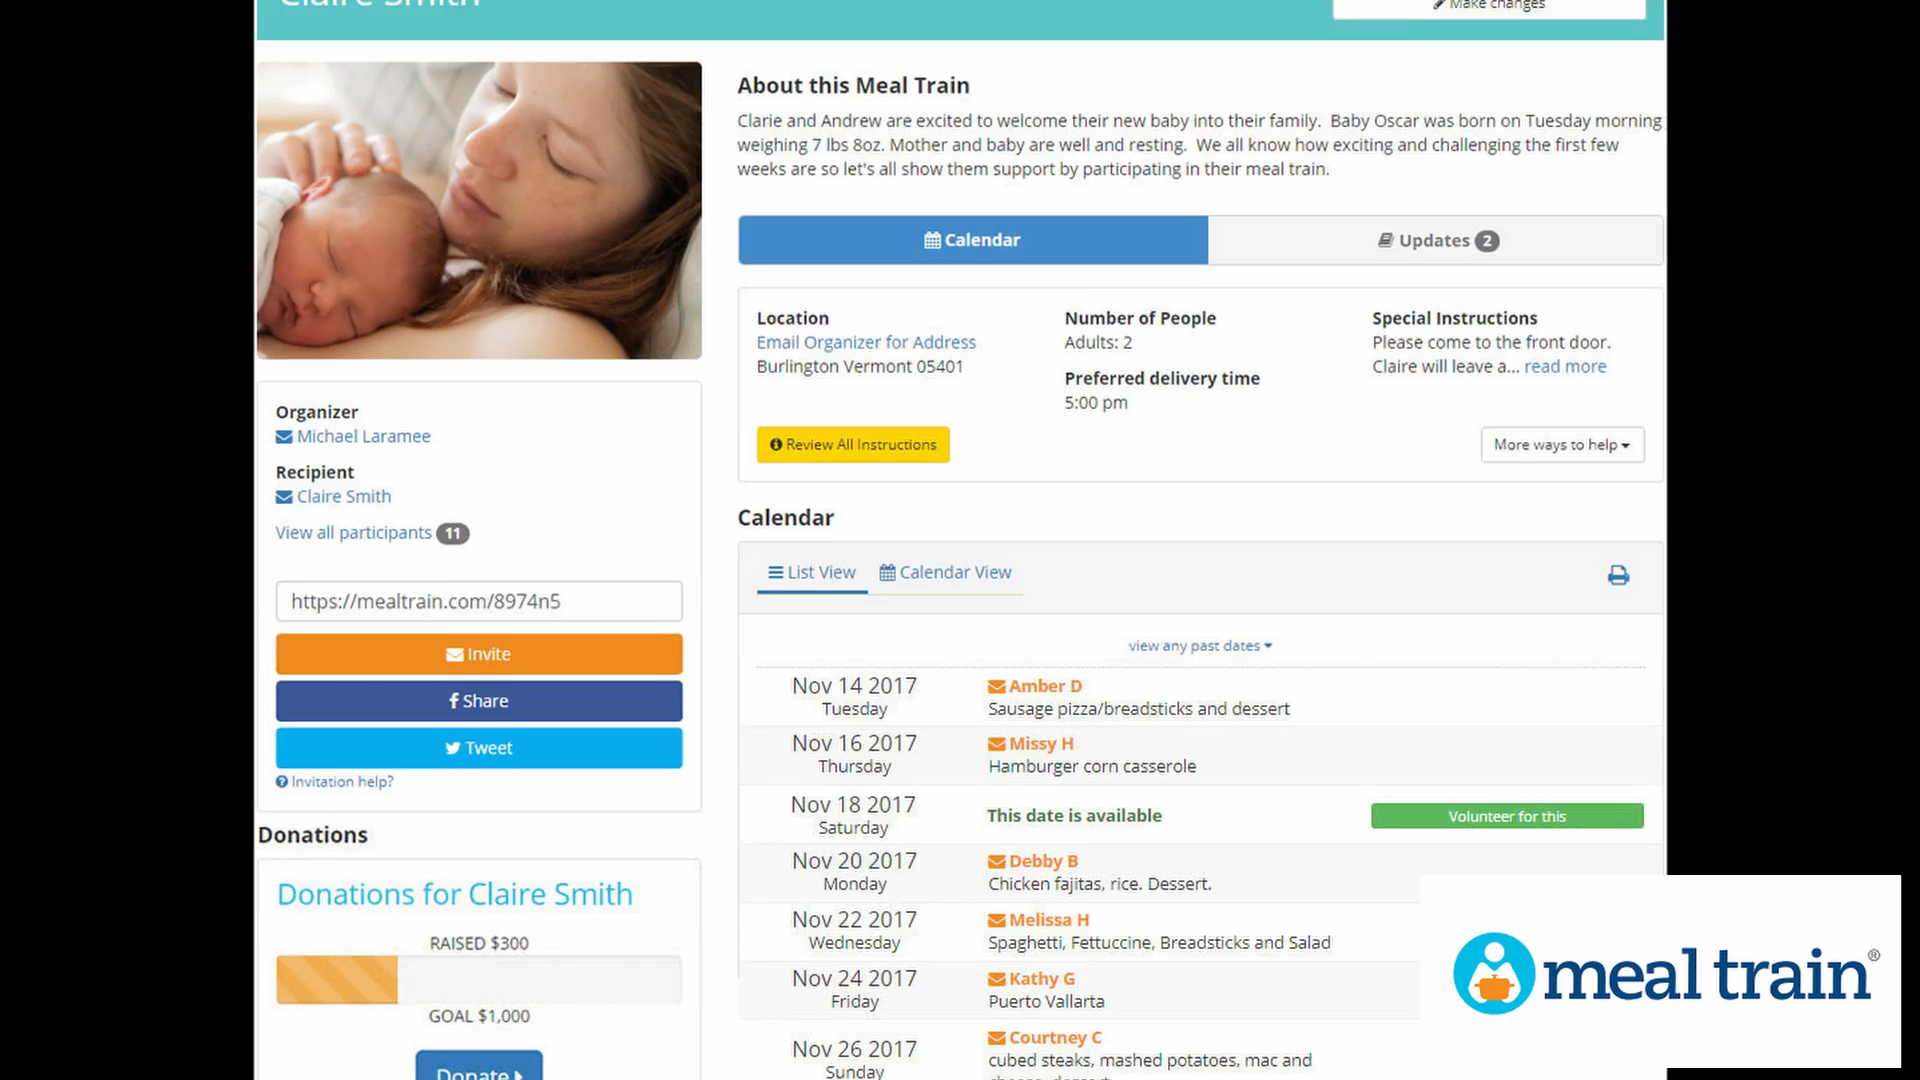 Claire Smith
Make changes
About this Meal Train
Clarie and Andrew are excited to welcome their new baby into their family. Baby Oscar was born on Tuesday morning
weighing 7 lbs 8oz. Mother and baby are well and resting. We all know how exciting and challenging the first few
weeks are so let's all show them support by participating in their meal train.
Calendar
Updates 2
Location
Email Organizer for Address
Burlington Vermont 05401
Number of People
Adults: 2
Preferred delivery time
5:00 pm
Special Instructions
Please come to the front door.
Claire will leave a... read more
Review All Instructions
More ways to help
Organizer
Michael Laramee
Recipient
Claire Smith
View all participants 11
https://mealtrain.com/8974n5
Invite
Share
Tweet
Invitation help?
Donations
Donations for Claire Smith
RAISED $300
GOAL $1,000
Donate
Calendar
List View
Calendar View
view any past dates
Nov 14 2017
Tuesday
Amber D
Sausage pizza/breadsticks and dessert
Nov 16 2017
Thursday
Missy H
Hamburger corn casserole
Nov 18 2017
Saturday
This date is available
Volunteer for this
Nov 20 2017
Monday
Debby B
Chicken fajitas, rice. Dessert.
Nov 22 2017
Wednesday
Melissa H
Spaghetti, Fettuccine, Breadsticks and Salad
Nov 24 2017
Friday
Kathy G
Puerto Vallarta
Nov 26 2017
Sunday
Courtney C
cubed steaks, mashed potatoes, mac and
meal train®